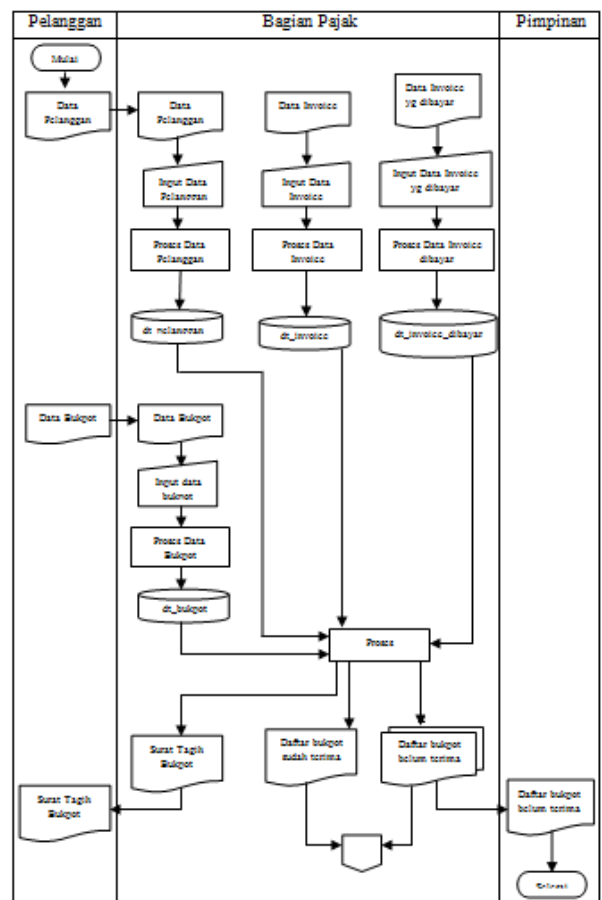 Pelanggan
Bagian Pajak
Pimpinan
Mulai
Data
Pelanggan
Data
Pelanggan
Data Invoice
Data Invoice
yg dibayar
Input Data
Pelanggan
Input Data
Invoice
Input Data Invoice
yg dibayar
Proses Data
Pelanggan
Proses Data
Invoice
Proses Data Invoice
dibayar
dt_pelanggan
dt_invoice
dt_invoice_dibayar
Data Bukpot
Data Bukpot
Input data
bukpot
Proses Data
Bukpot
dt_bukpot
Proses
Surat Tagih
Bukpot
Daftar bukpot
sudah terima
Daftar bukpot
belum terima
Surat Tagih
Bukpot
Daftar bukpot
belum terima
Selesai